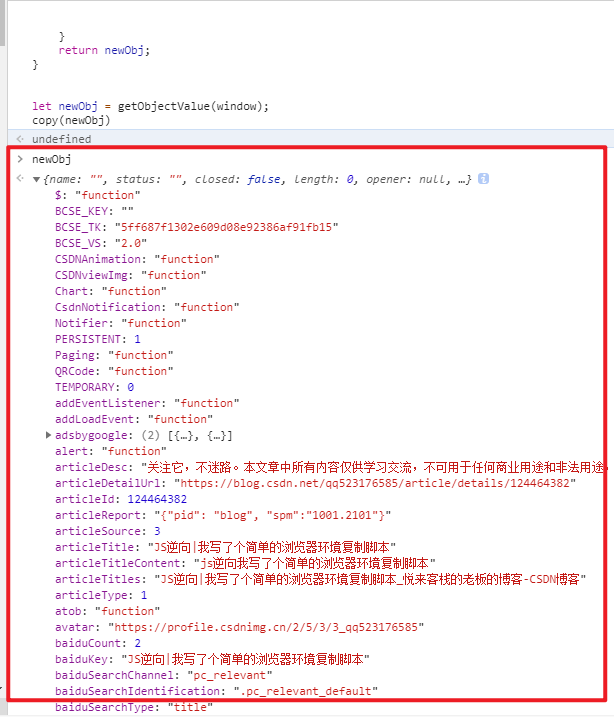 }
return newObj;
}
let newObj = getObjectValue(window);
copy(newObj)
undefined
newObj
{name: "", status: "", closed: false, length: 0, opener: null, …}
$: "function"
BCSE_KEY: ""
BCSE_TK: "5ff687f1302e609d08e92386af91fb15"
BCSE_VS: "2.0"
CSDNAnimation: "function"
CSDNviewImg: "function"
Chart: "function"
CsdnNotification: "function"
Notifier: "function"
PERSISTENT: 1
Paging: "function"
QRCode: "function"
TEMPORARY: 0
addEventListener: "function"
addLoadEvent: "function"
adsbygoogle: (2) [{…}, {…}]
alert: "function"
articleDesc: "关注它，不迷路。本文章中所有内容仅供学习交流，不可用于任何商业用途和非法用途，
articleDetailUrl: "https://blog.csdn.net/qq523176585/article/details/124464382"
articleId: 124464382
articleReport: "{"pid": "blog", "spm":"1001.2101"}"
articleSource: 3
articleTitle: "JS逆向|我写了个简单的浏览器环境复制脚本"
articleTitleContent: "js逆向我写了个简单的浏览器环境复制脚本"
articleTitles: "JS逆向|我写了个简单的浏览器环境复制脚本_悦来客栈的老板的博客-CSDN博客"
articleType: 1
atob: "function"
avatar: "https://profile.csdnimg.cn/2/5/3/3_qq523176585"
baiduCount: 2
baiduKey: "JS逆向|我写了个简单的浏览器环境复制脚本"
baiduSearchChannel: "pc_relevant"
baiduSearchIdentification: ".pc_relevant_default"
baiduSearchType: "title"